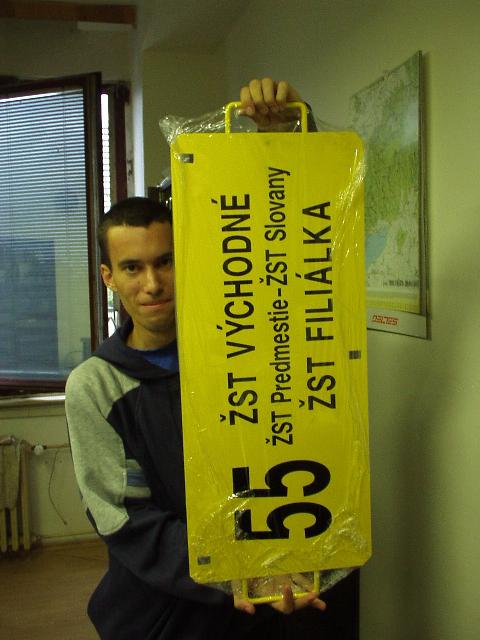 55
ŽST VÝCHODNÉ
ŽST Predmestie-ŽST Slovany
ŽST FILIÁLKA